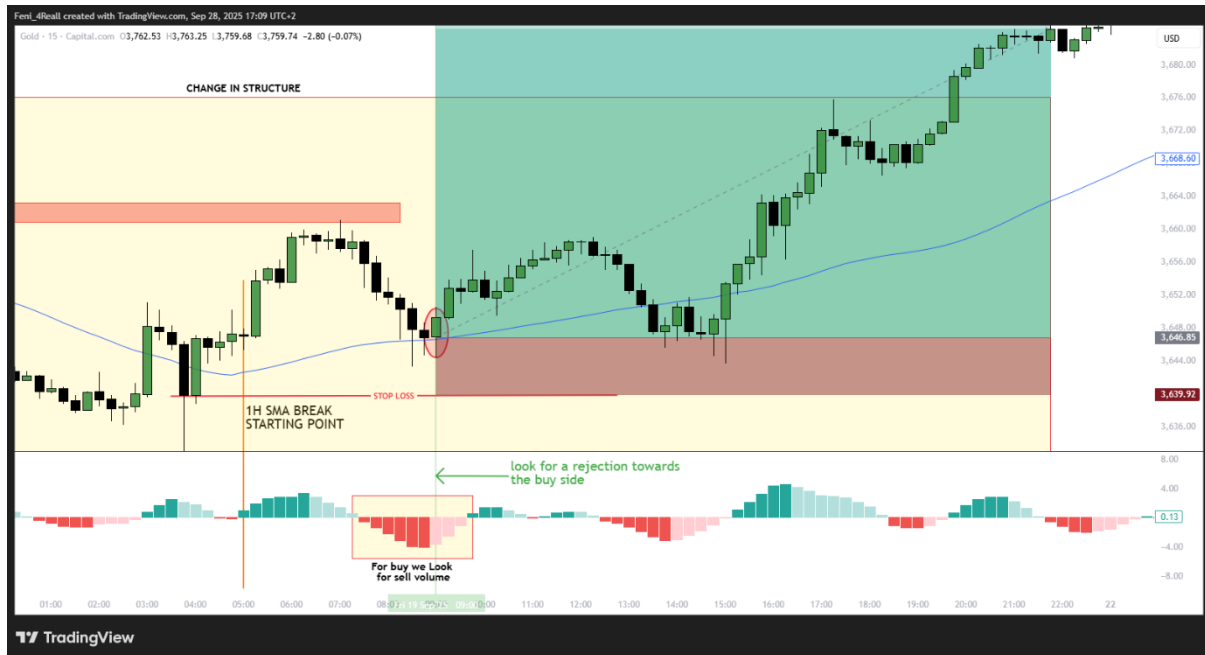 Feni_4Reall created with TradingView.com, Sep 28, 2025 17:09 UTC+2
Gold · 15 · Capital.com O3,762.53 H3,763.25 L3,759.68 C3,759.74 −2.80 (−0.07%)
USD
3,680.00
CHANGE IN STRUCTURE
3,676.00
3,672.00
3,668.60
3,664.00
3,660.00
3,656.00
3,652.00
3,648.00
3,646.85
3,644.00
STOP LOSS
3,639.92
1H SMA BREAK
STARTING POINT
3,636.00
look for a rejection towards
the buy side
8.00
4.00
0.13
−4.00
−8.00
For buy we Look
for sell volume
01:00 02:00 03:00 04:00 05:00 06:00 07:00 19 Sep 11:00 12:00 13:00 14:00 15:00 16:00 17:00 18:00 19:00 20:00 21:00 22:00 22
TradingView